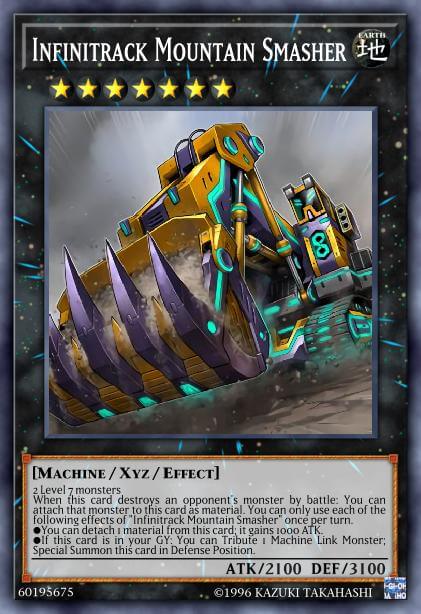 INFINITRACK MOUNTAIN SMASHER
EARTH
地
[MACHINE / XYZ / EFFECT]
2 Level 7 monsters
When this card destroys an opponent's monster by battle: You can
attach that monster to this card as material. You can only use each of the
following effects of "Infinitrack Mountain Smasher" once per turn.
●You can detach 1 material from this card; it gains 1000 ATK.
●If this card is in your GY: You can Tribute 1 Machine Link Monster;
Special Summon this card in Defense Position.
ATK/2100 DEF/3100
60195675
©1996 KAZUKI TAKAHASHI